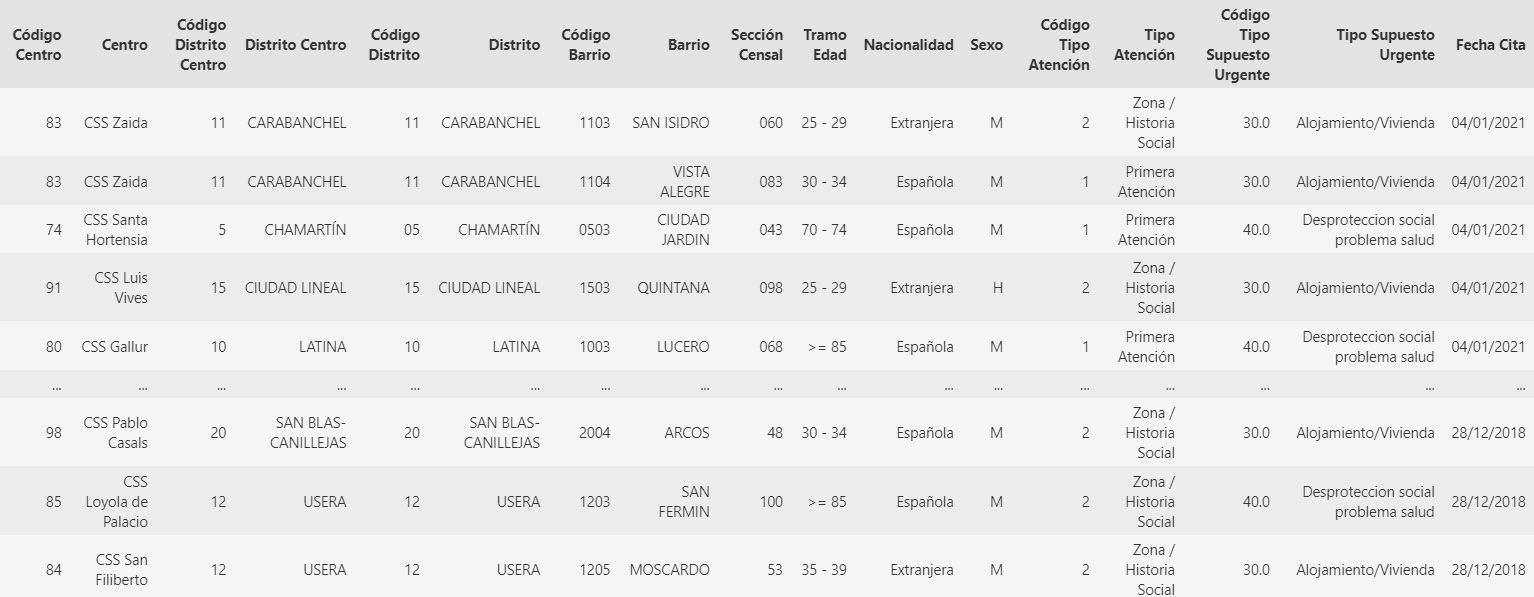 Código Centro Centro Código Distrito Centro Distrito Centro Código Distrito Distrito Código Barrio Barrio Sección Censal Tramo Edad Nacionalidad Sexo Código Tipo Atención Tipo Atención Código Tipo Supuesto Urgente Tipo Supuesto Urgente Fecha Cita
83 CSS Zaida 11 CARABANCHEL 11 CARABANCHEL 1103 SAN ISIDRO 060 25 - 29 Extranjera M 2 Zona / Historia Social 30.0 Alojamiento/Vivienda 04/01/2021
83 CSS Zaida 11 CARABANCHEL 11 CARABANCHEL 1104 VISTA ALEGRE 083 30 - 34 Española M 1 Primera Atención 30.0 Alojamiento/Vivienda 04/01/2021
74 CSS Santa Hortensia 5 CHAMARTÍN 05 CHAMARTÍN 0503 CIUDAD JARDIN 043 70 - 74 Española M 1 Primera Atención 40.0 Desproteccion social problema salud 04/01/2021
91 CSS Luis Vives 15 CIUDAD LINEAL 15 CIUDAD LINEAL 1503 QUINTANA 098 25 - 29 Extranjera H 2 Zona / Historia Social 30.0 Alojamiento/Vivienda 04/01/2021
80 CSS Gallur 10 LATINA 10 LATINA 1003 LUCERO 068 >= 85 Española M 1 Primera Atención 40.0 Desproteccion social problema salud 04/01/2021
... ... ... ... ... ... ... ... ... ... ... ... ... ... ... ... ...
98 CSS Pablo Casals 20 SAN BLAS-CANILLEJAS 20 SAN BLAS-CANILLEJAS 2004 ARCOS 48 30 - 34 Española M 2 Zona / Historia Social 30.0 Alojamiento/Vivienda 28/12/2018
85 CSS Loyola de Palacio 12 USERA 12 USERA 1203 SAN FERMIN 100 >= 85 Española M 2 Zona / Historia Social 40.0 Desproteccion social problema salud 28/12/2018
84 CSS San Filiberto 12 USERA 12 USERA 1205 MOSCARDO 53 35 - 39 Extranjera M 2 Zona / Historia Social 30.0 Alojamiento/Vivienda 28/12/2018